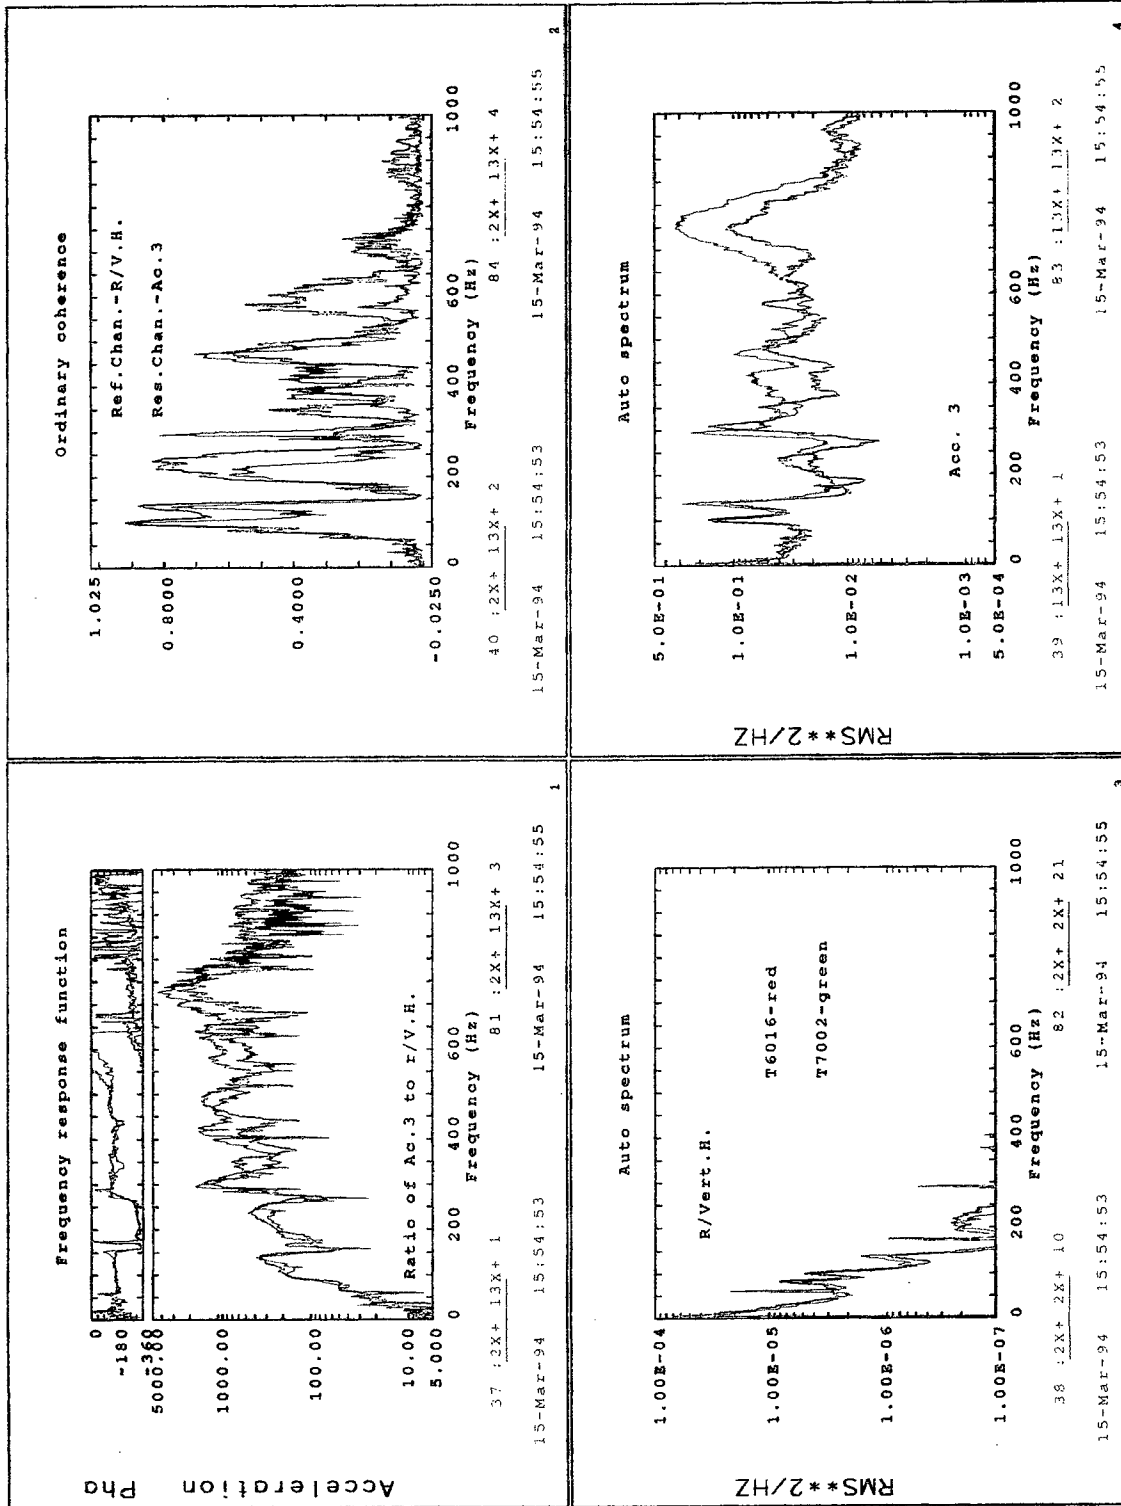 Frequency response function
Pha
0
-180
-360
Acceleration
5000.00
1000.00
100.00
10.00
5.000
Ratio of Ac.3 to r/V.H.
0 200 400 600 1000
Frequency (Hz)
37 :2X+ 13X+ 1 81 :2X+ 13X+ 3
15-Mar-94 15:54:53 15-Mar-94 15:54:55
1
Ordinary coherence
1.025
0.8000
0.4000
-0.0250
Ref.Chan.-R/V.H.
Res.Chan.-Ac.3
0 200 400 600 1000
Frequency (Hz)
40 :2X+ 13X+ 2 84 :2X+ 13X+ 4
15-Mar-94 15:54:53 15-Mar-94 15:54:55
2
Auto spectrum
RMS**2/HZ
1.00E-04
1.00E-05
1.00E-06
1.00E-07
R/Vert.H.
T6016-red
T7002-green
0 200 400 600 1000
Frequency (Hz)
38 :2X+ 2X+ 10 82 :2X+ 2X+ 21
15-Mar-94 15:54:53 15-Mar-94 15:54:55
3
Auto spectrum
RMS**2/HZ
5.0E-01
1.0E-01
1.0E-02
1.0E-03
5.0E-04
Acc. 3
0 200 400 600 1000
Frequency (Hz)
39 :13X+ 13X+ 1 83 :13X+ 13X+ 2
15-Mar-94 15:54:53 15-Mar-94 15:54:55
4